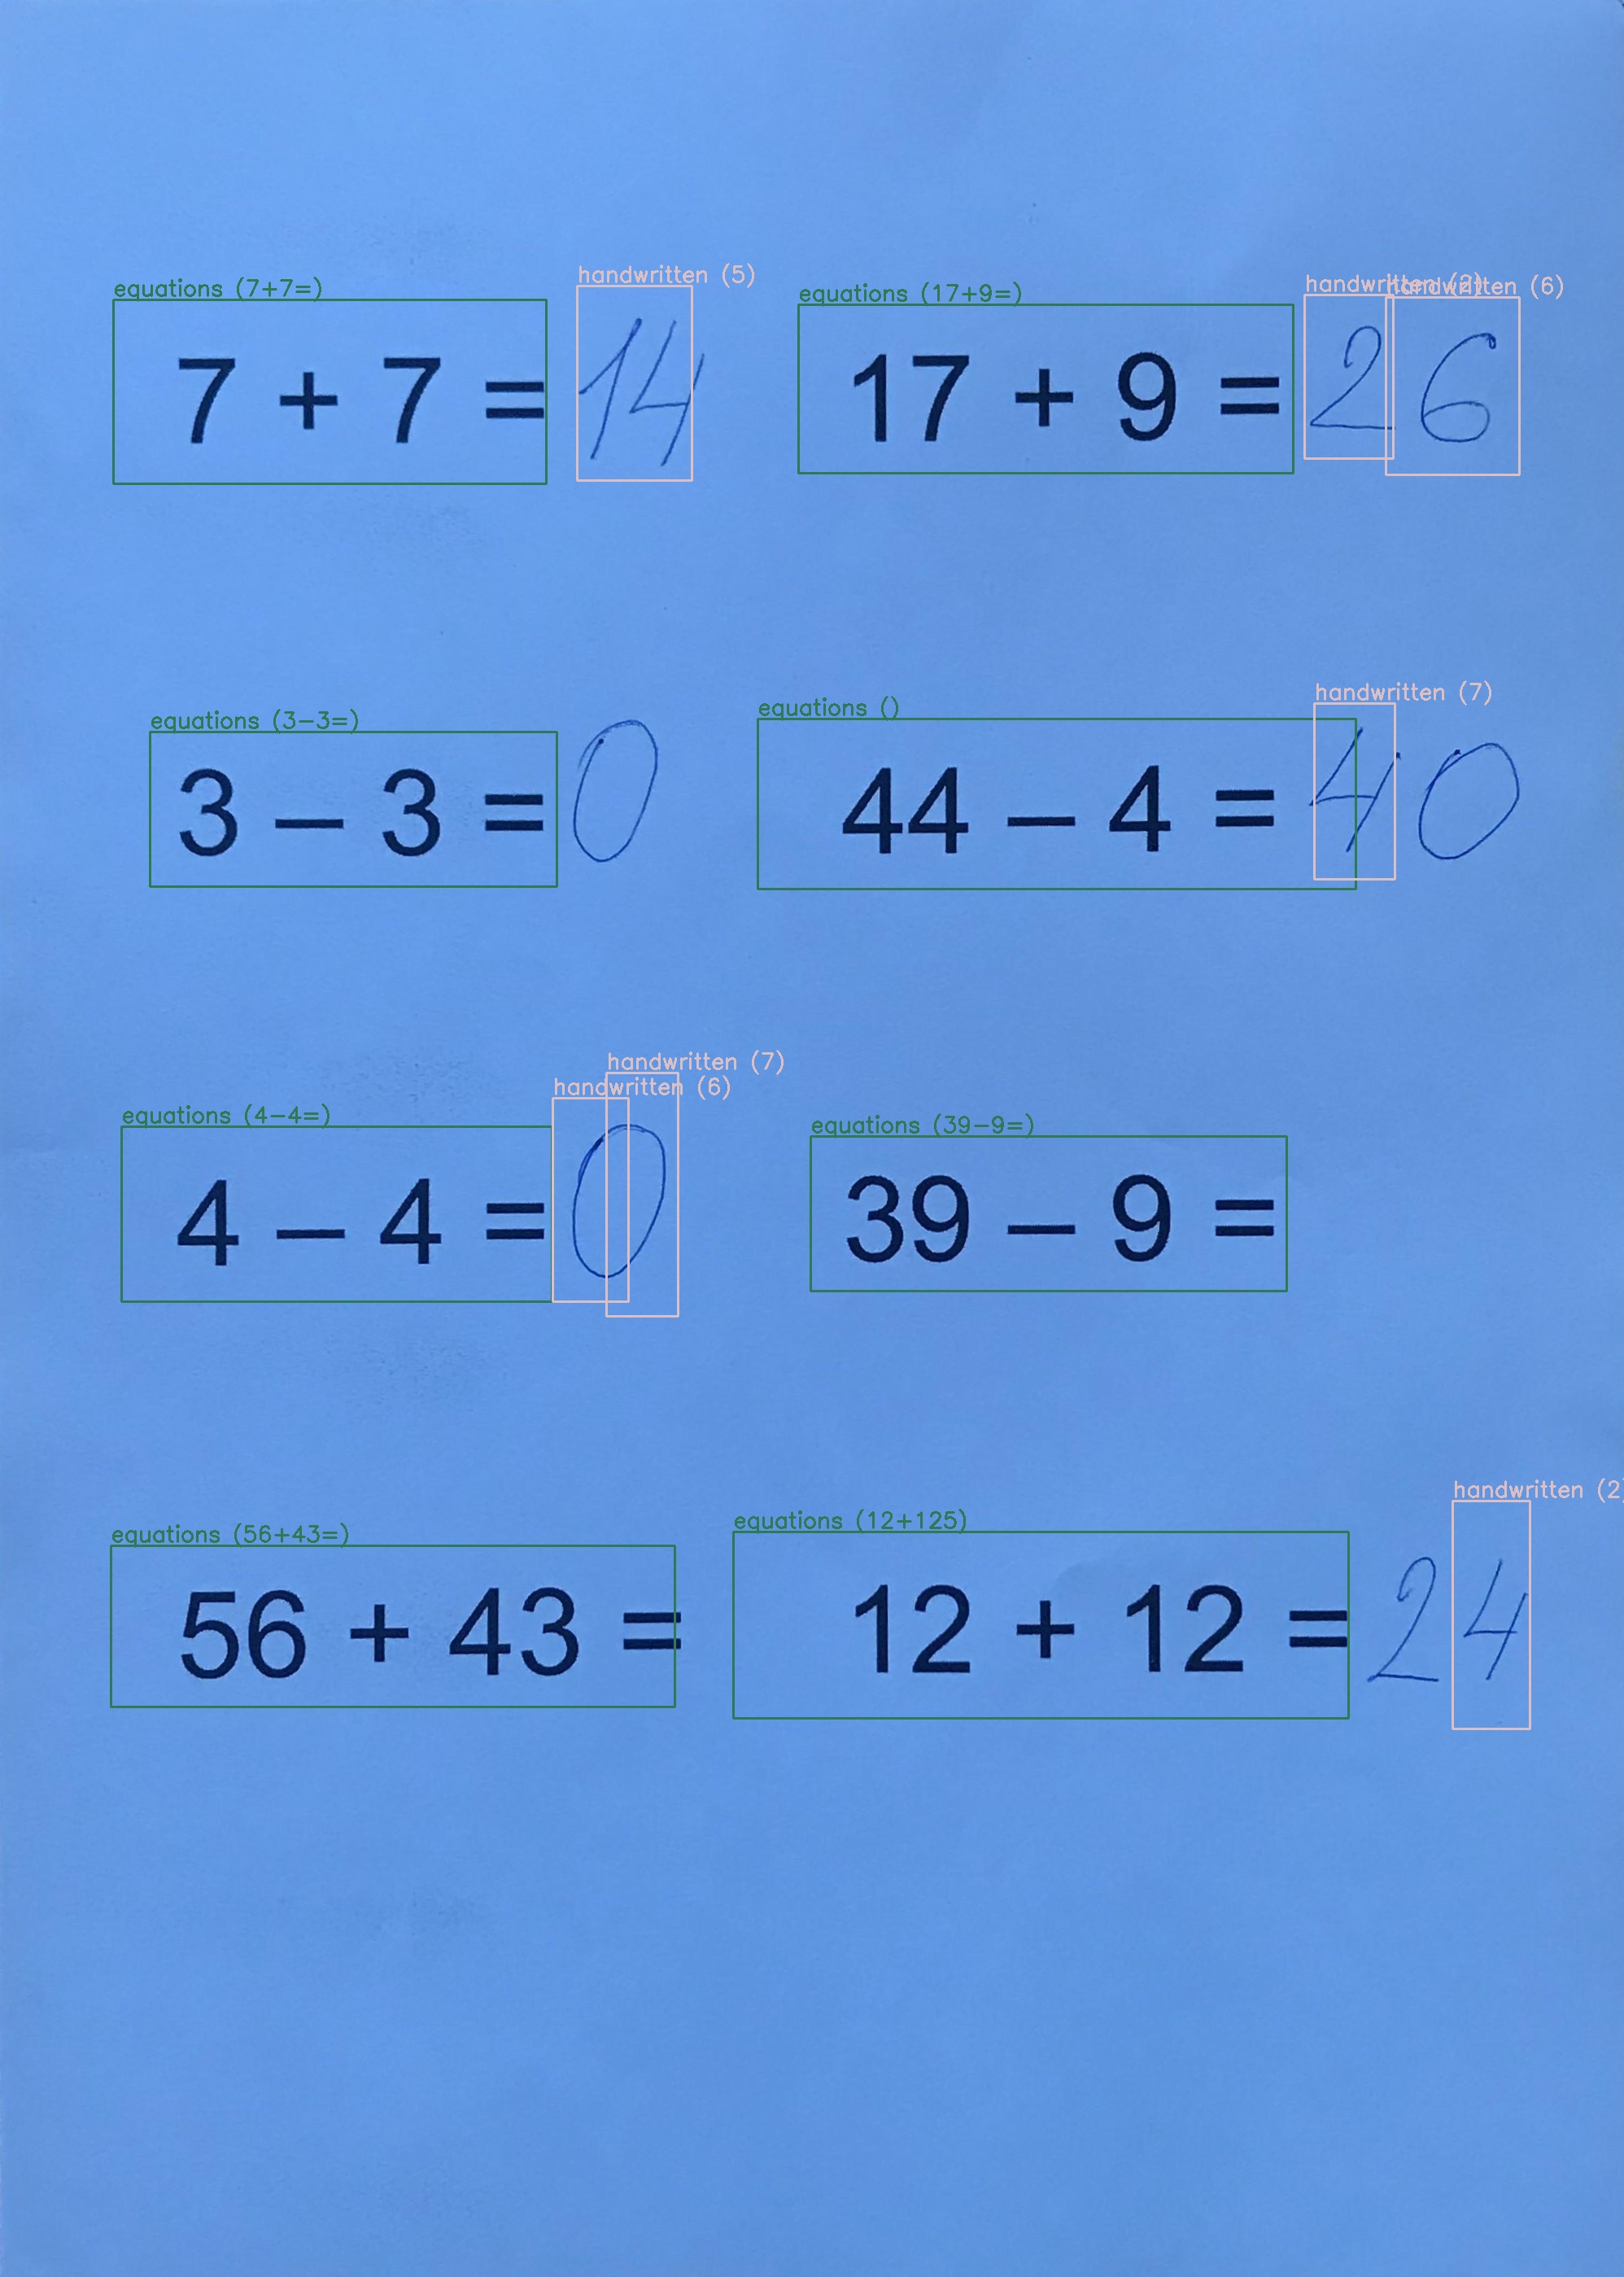 equations (7+7=) handwritten (5) equations (17+9=) handwritten (2) handwritten (6)
7 + 7 = 14 17 + 9 = 26
equations (3-3=) equations () handwritten (7)
3 – 3 = 0 44 – 4 = 40
handwritten (7)
handwritten (6)
equations (4-4=) equations (39-9=)
4 – 4 = 0 39 – 9 =
handwritten (2
equations (56+43=) equations (12+125)
56 + 43 = 12 + 12 = 24